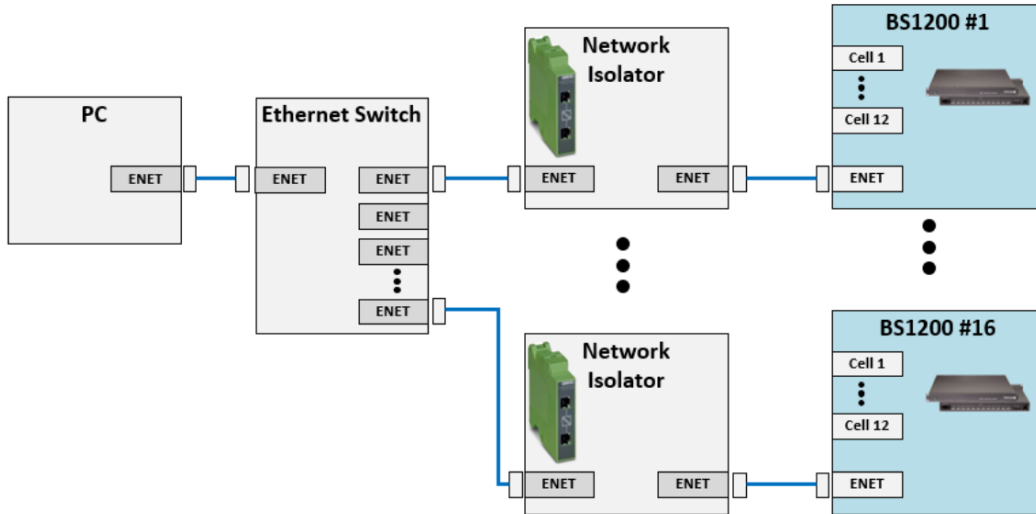 PC
ENET
Ethernet Switch
ENET
ENET
ENET
ENET
ENET
Network
Isolator
ENET
ENET
BS1200 #1
Cell 1
Cell 12
ENET
Network
Isolator
ENET
ENET
BS1200 #16
Cell 1
Cell 12
ENET